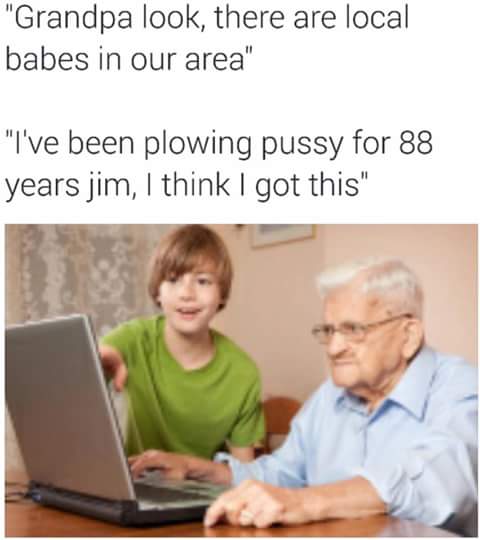 "Grandpa look, there are local
babes in our area"
"I've been plowing pussy for 88
years jim, I think I got this"